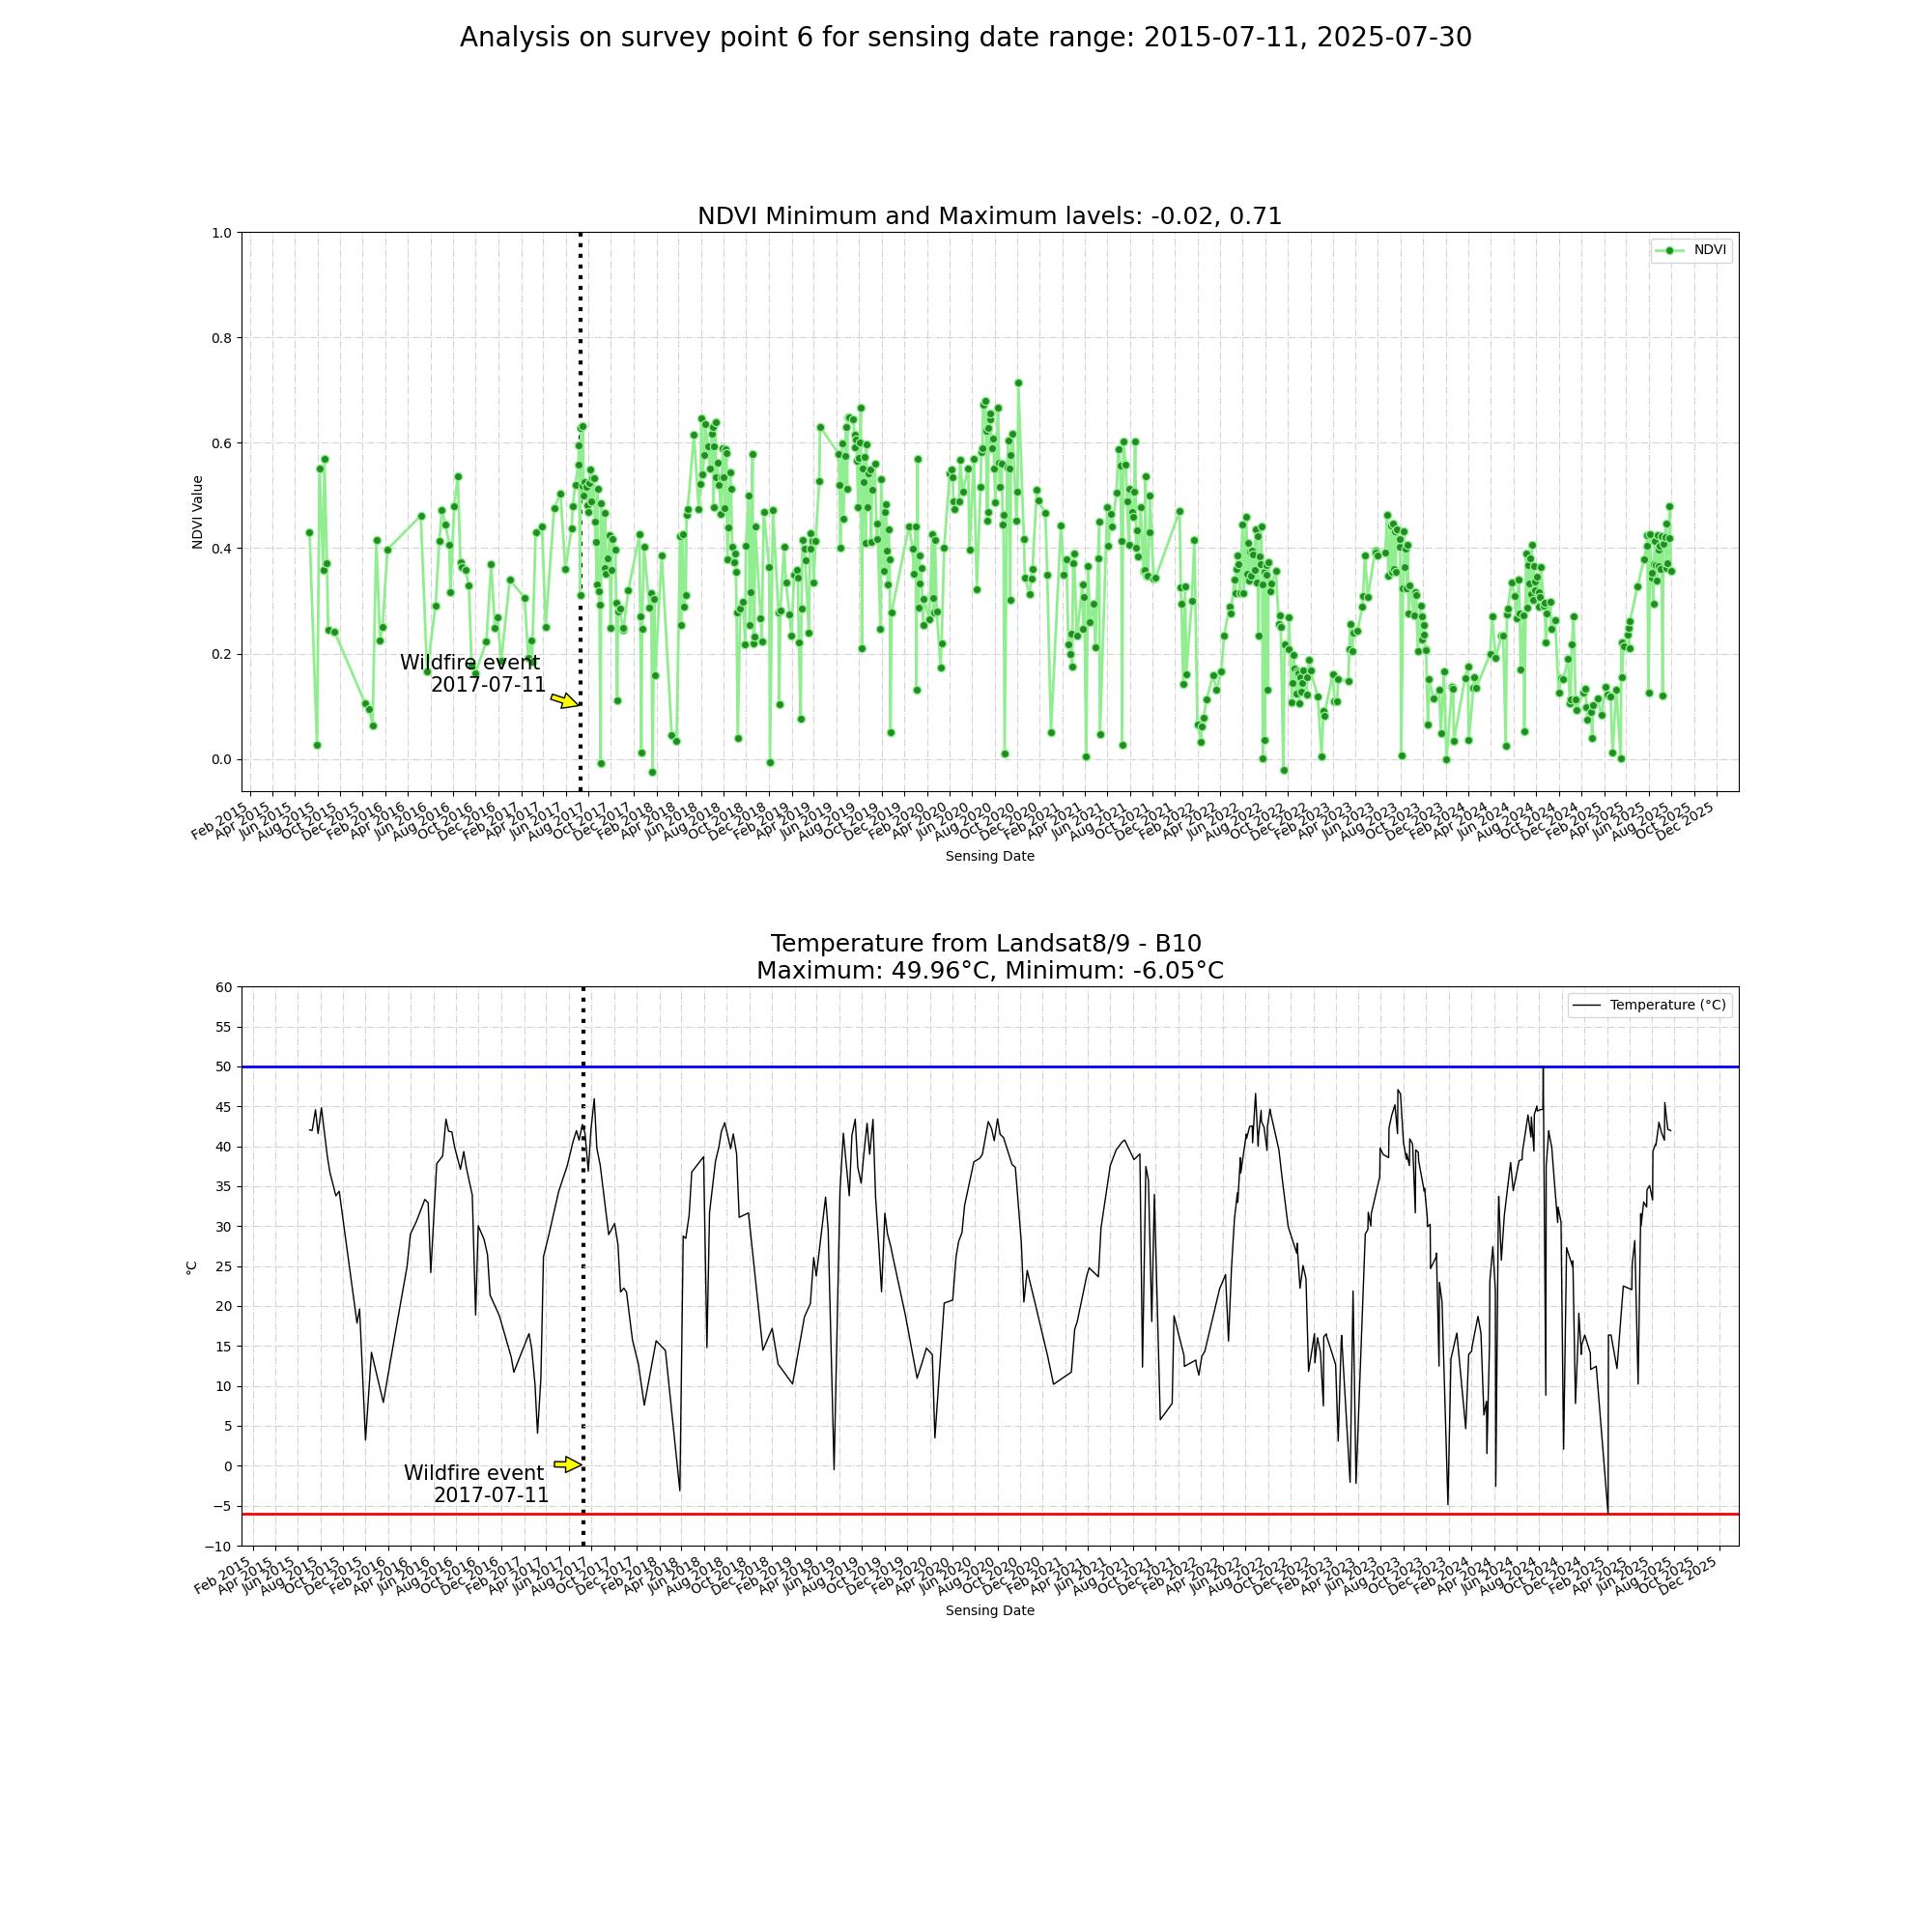 Analysis on survey point 6 for sensing date range: 2015-07-11, 2025-07-30
NDVI Minimum and Maximum lavels: -0.02, 0.71
1.0
0.8
0.6
0.4
0.2
0.0
NDVI Value
NDVI
Wildfire event
2017-07-11
Feb 2015 Apr 2015 Jun 2015 Aug 2015 Oct 2015 Dec 2015 Feb 2016 Apr 2016 Jun 2016 Aug 2016 Oct 2016 Dec 2016 Feb 2017 Apr 2017 Jun 2017 Aug 2017 Oct 2017 Dec 2017 Feb 2018 Apr 2018 Jun 2018 Aug 2018 Oct 2018 Dec 2018 Feb 2019 Apr 2019 Jun 2019 Aug 2019 Oct 2019 Dec 2019 Feb 2020 Apr 2020 Jun 2020 Aug 2020 Oct 2020 Dec 2020 Feb 2021 Apr 2021 Jun 2021 Aug 2021 Oct 2021 Dec 2021 Feb 2022 Apr 2022 Jun 2022 Aug 2022 Oct 2022 Dec 2022 Feb 2023 Apr 2023 Jun 2023 Aug 2023 Oct 2023 Dec 2023 Feb 2024 Apr 2024 Jun 2024 Aug 2024 Oct 2024 Dec 2024 Feb 2025 Apr 2025 Jun 2025 Aug 2025 Oct 2025 Dec 2025
Sensing Date
Temperature from Landsat8/9 - B10
Maximum: 49.96°C, Minimum: -6.05°C
60
55
50
45
40
35
30
25
20
15
10
5
0
−5
−10
°C
Temperature (°C)
Wildfire event
2017-07-11
Feb 2015 Apr 2015 Jun 2015 Aug 2015 Oct 2015 Dec 2015 Feb 2016 Apr 2016 Jun 2016 Aug 2016 Oct 2016 Dec 2016 Feb 2017 Apr 2017 Jun 2017 Aug 2017 Oct 2017 Dec 2017 Feb 2018 Apr 2018 Jun 2018 Aug 2018 Oct 2018 Dec 2018 Feb 2019 Apr 2019 Jun 2019 Aug 2019 Oct 2019 Dec 2019 Feb 2020 Apr 2020 Jun 2020 Aug 2020 Oct 2020 Dec 2020 Feb 2021 Apr 2021 Jun 2021 Aug 2021 Oct 2021 Dec 2021 Feb 2022 Apr 2022 Jun 2022 Aug 2022 Oct 2022 Dec 2022 Feb 2023 Apr 2023 Jun 2023 Aug 2023 Oct 2023 Dec 2023 Feb 2024 Apr 2024 Jun 2024 Aug 2024 Oct 2024 Dec 2024 Feb 2025 Apr 2025 Jun 2025 Aug 2025 Oct 2025 Dec 2025
Sensing Date